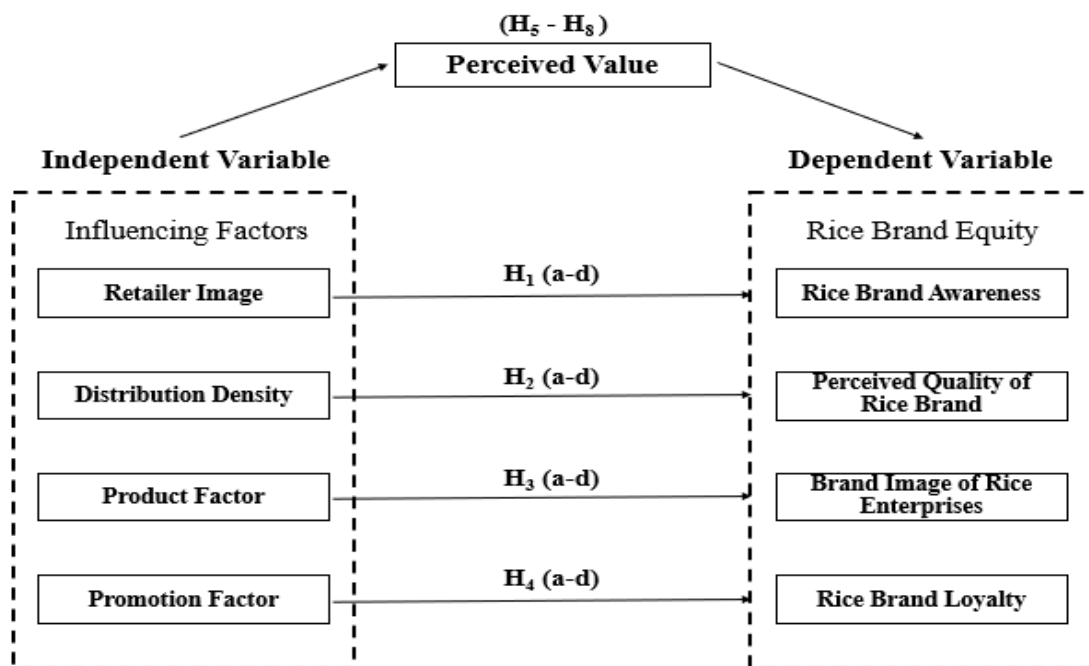 (H₅ - H₈)
Perceived Value
Independent Variable
Dependent Variable
Influencing Factors
Rice Brand Equity
Retailer Image
H₁ (a-d)
Rice Brand Awareness
Distribution Density
H₂ (a-d)
Perceived Quality of
Rice Brand
Product Factor
H₃ (a-d)
Brand Image of Rice
Enterprises
Promotion Factor
H₄ (a-d)
Rice Brand Loyalty